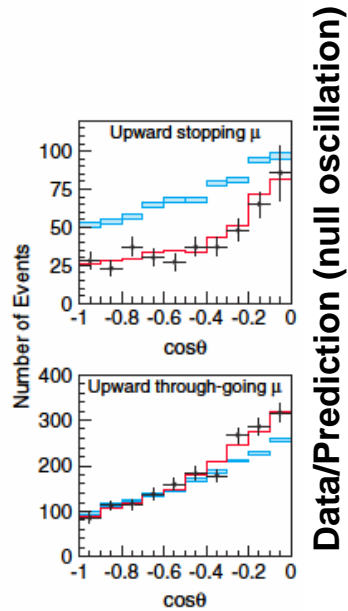 Upward stopping μ
100
75
50
25
0
-1 -0.8 -0.6 -0.4 -0.2 0
cosθ
Number of Events
Upward through-going μ
400
300
200
100
0
-1 -0.8 -0.6 -0.4 -0.2 0
cosθ
Data/Prediction (null oscillation)